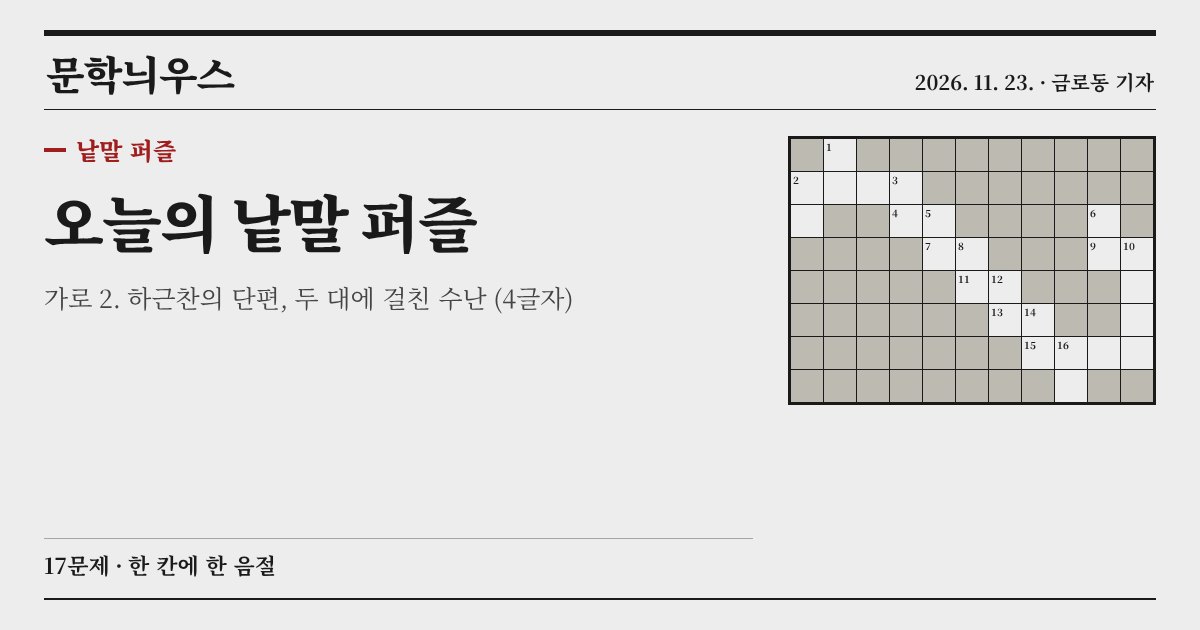 문학늬우스
2026. 11. 23. · 금로동 기자
낱말 퍼즐
오늘의 낱말 퍼즐
가로 2. 하근찬의 단편, 두 대에 걸친 수난 (4글자)
1
2 3
4 5 6
7 8 9 10
11 12
13 14
15 16
17문제 · 한 칸에 한 음절